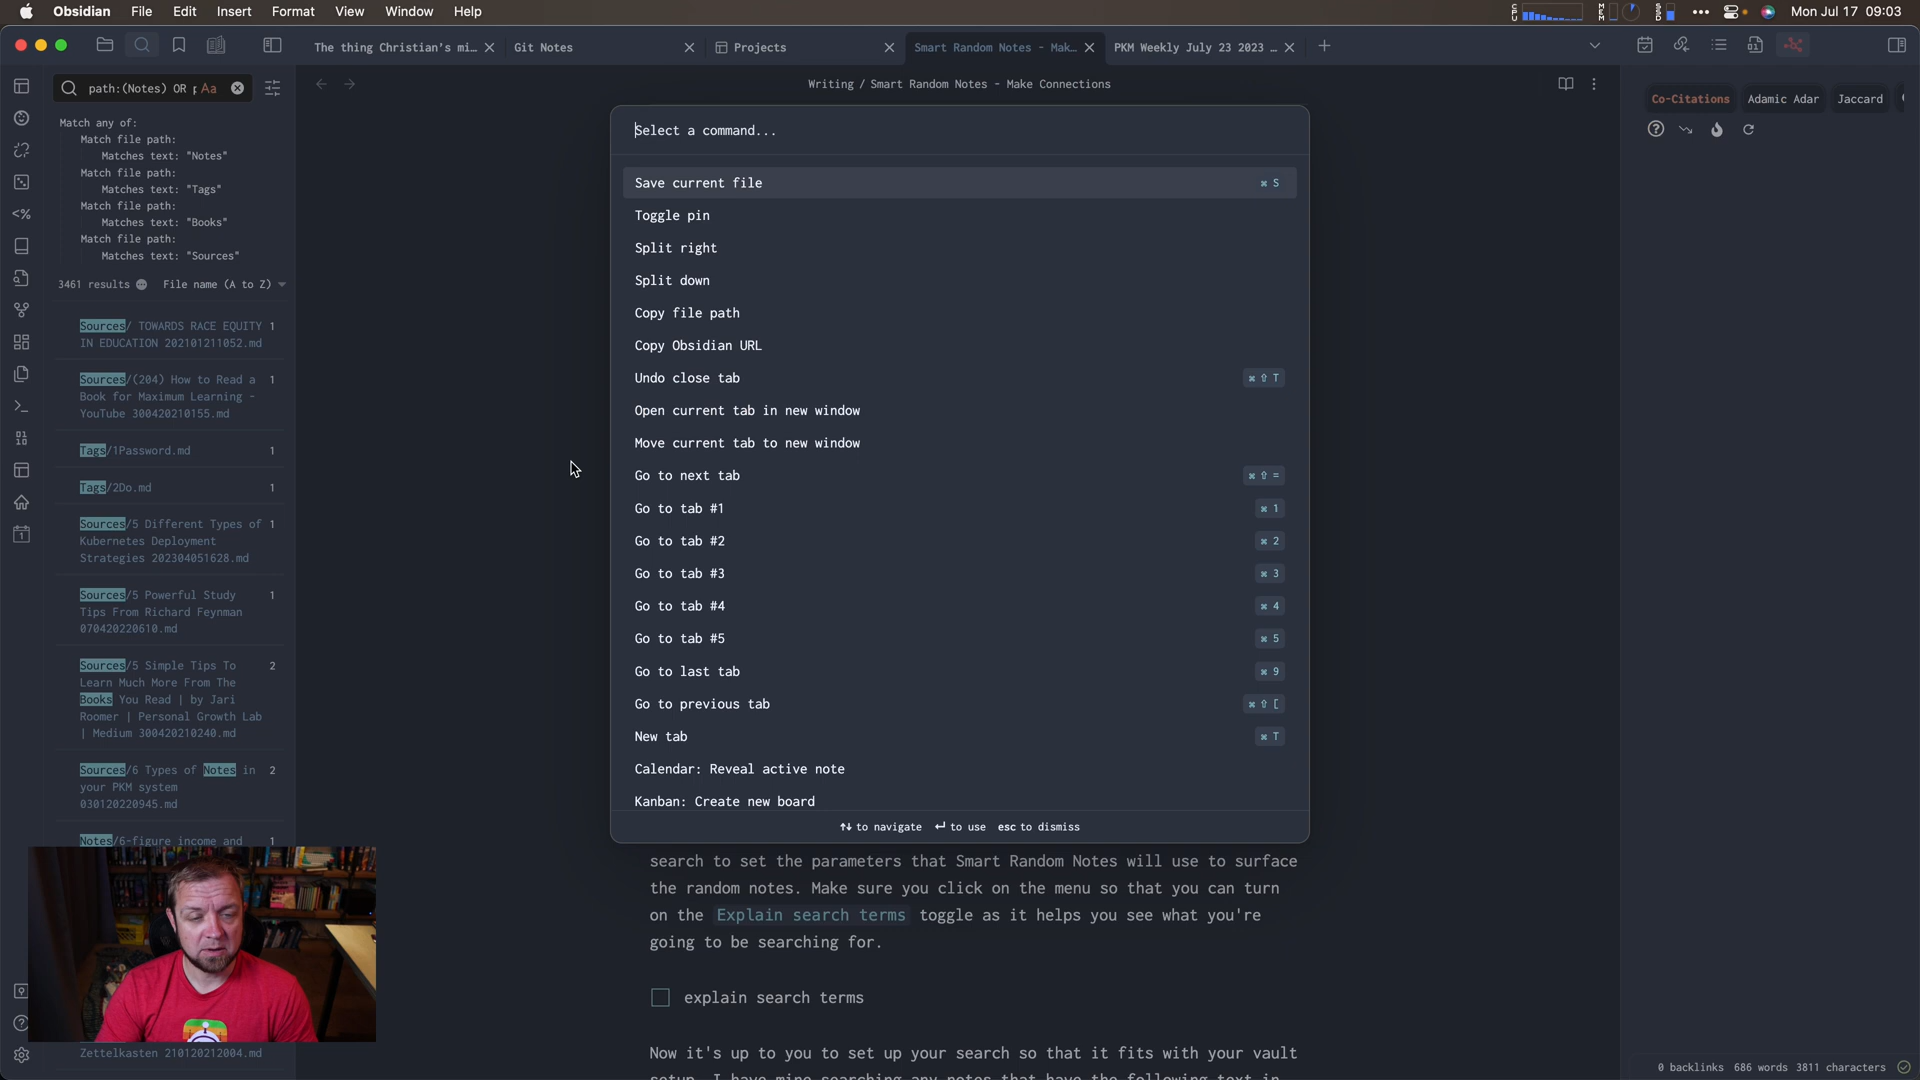 Obsidian File Edit Insert Format View Window Help
Mon Jul 17 09:03
The thing Christian's mi...
Git Notes
Projects
Smart Random Notes - Mak...
PKM Weekly July 23 2023 ...
path:(Notes) OR p Aa
Writing / Smart Random Notes - Make Connections
Co-Citations Adamic Adar Jaccard
Match any of:
Match file path:
Matches text: "Notes"
Match file path:
Matches text: "Tags"
Match file path:
Matches text: "Books"
Match file path:
Matches text: "Sources"
3461 results File name (A to Z)
Sources/ TOWARDS RACE EQUITY 1
IN EDUCATION 202101211052.md
Sources/(204) How to Read a 1
Book for Maximum Learning -
YouTube 300420210155.md
Tags/1Password.md 1
Tags/2Do.md 1
Sources/5 Different Types of 1
Kubernetes Deployment
Strategies 202304051628.md
Sources/5 Powerful Study 1
Tips From Richard Feynman
070420220610.md
Sources/5 Simple Tips To 2
Learn Much More From The
Books You Read | by Jari
Roomer | Personal Growth Lab
| Medium 300420210240.md
Sources/6 Types of Notes in 2
your PKM system
030120220945.md
Notes/6-figure income and 1
Zettelkasten 210120212004.md
Select a command...
Save current file ⌘ S
Toggle pin
Split right
Split down
Copy file path
Copy Obsidian URL
Undo close tab ⌘ ⇧ T
Open current tab in new window
Move current tab to new window
Go to next tab ⌘ ⇧ =
Go to tab #1 ⌘ 1
Go to tab #2 ⌘ 2
Go to tab #3 ⌘ 3
Go to tab #4 ⌘ 4
Go to tab #5 ⌘ 5
Go to last tab ⌘ 9
Go to previous tab ⌘ ⇧ [
New tab ⌘ T
Calendar: Reveal active note
Kanban: Create new board
↑↓ to navigate ↵ to use esc to dismiss
search to set the parameters that Smart Random Notes will use to surface
the random notes. Make sure you click on the menu so that you can turn
on the Explain search terms toggle as it helps you see what you're
going to be searching for.
explain search terms
Now it's up to you to set up your search so that it fits with your vault
0 backlinks 686 words 3811 characters